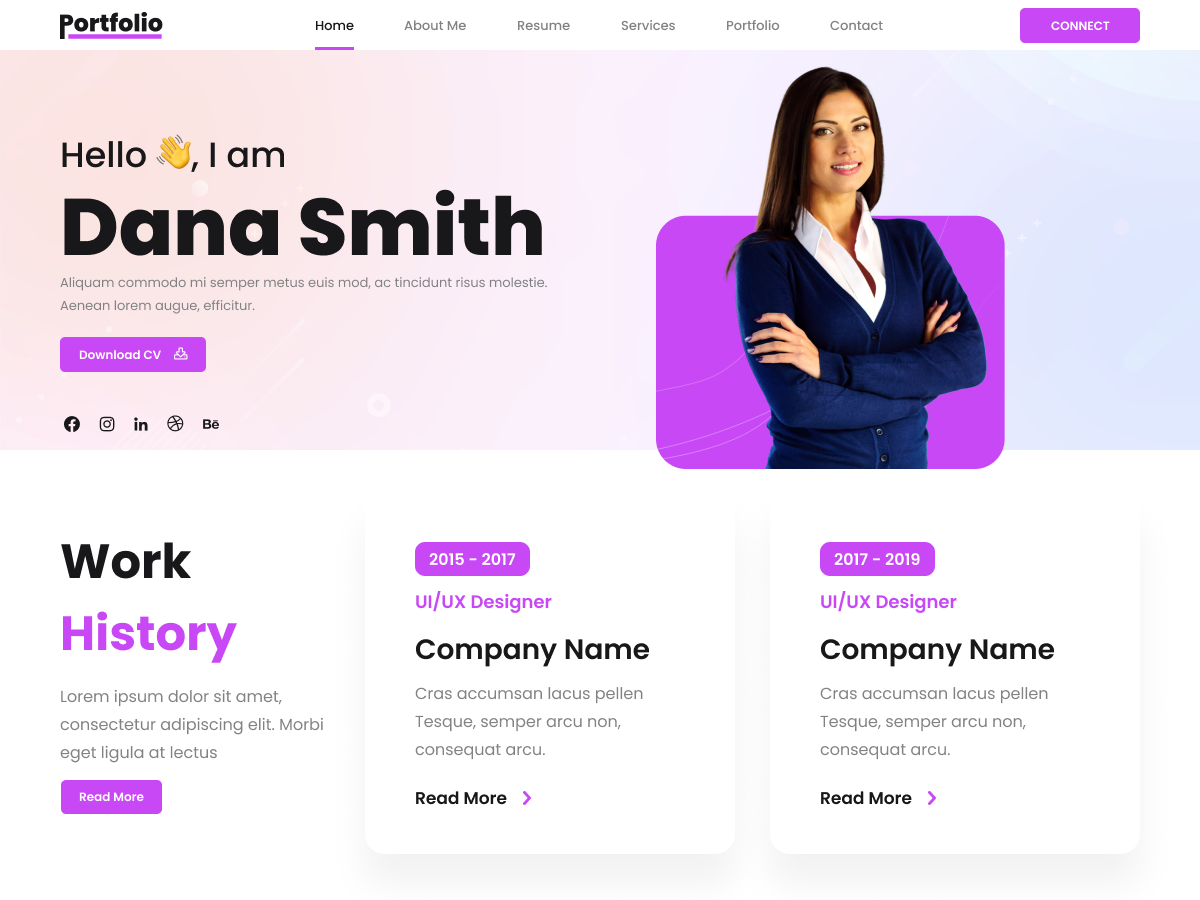 Portfolio
Home
About Me
Resume
Services
Portfolio
Contact
CONNECT
Hello 👋, I am
Dana Smith
Aliquam commodo mi semper metus euis mod, ac tincidunt risus molestie.
Aenean lorem augue, efficitur.
Download CV
Bē
Work
History
Lorem ipsum dolor sit amet,
consectetur adipiscing elit. Morbi
eget ligula at lectus
Read More
2015 - 2017
UI/UX Designer
Company Name
Cras accumsan lacus pellen
Tesque, semper arcu non,
consequat arcu.
Read More
2017 - 2019
UI/UX Designer
Company Name
Cras accumsan lacus pellen
Tesque, semper arcu non,
consequat arcu.
Read More